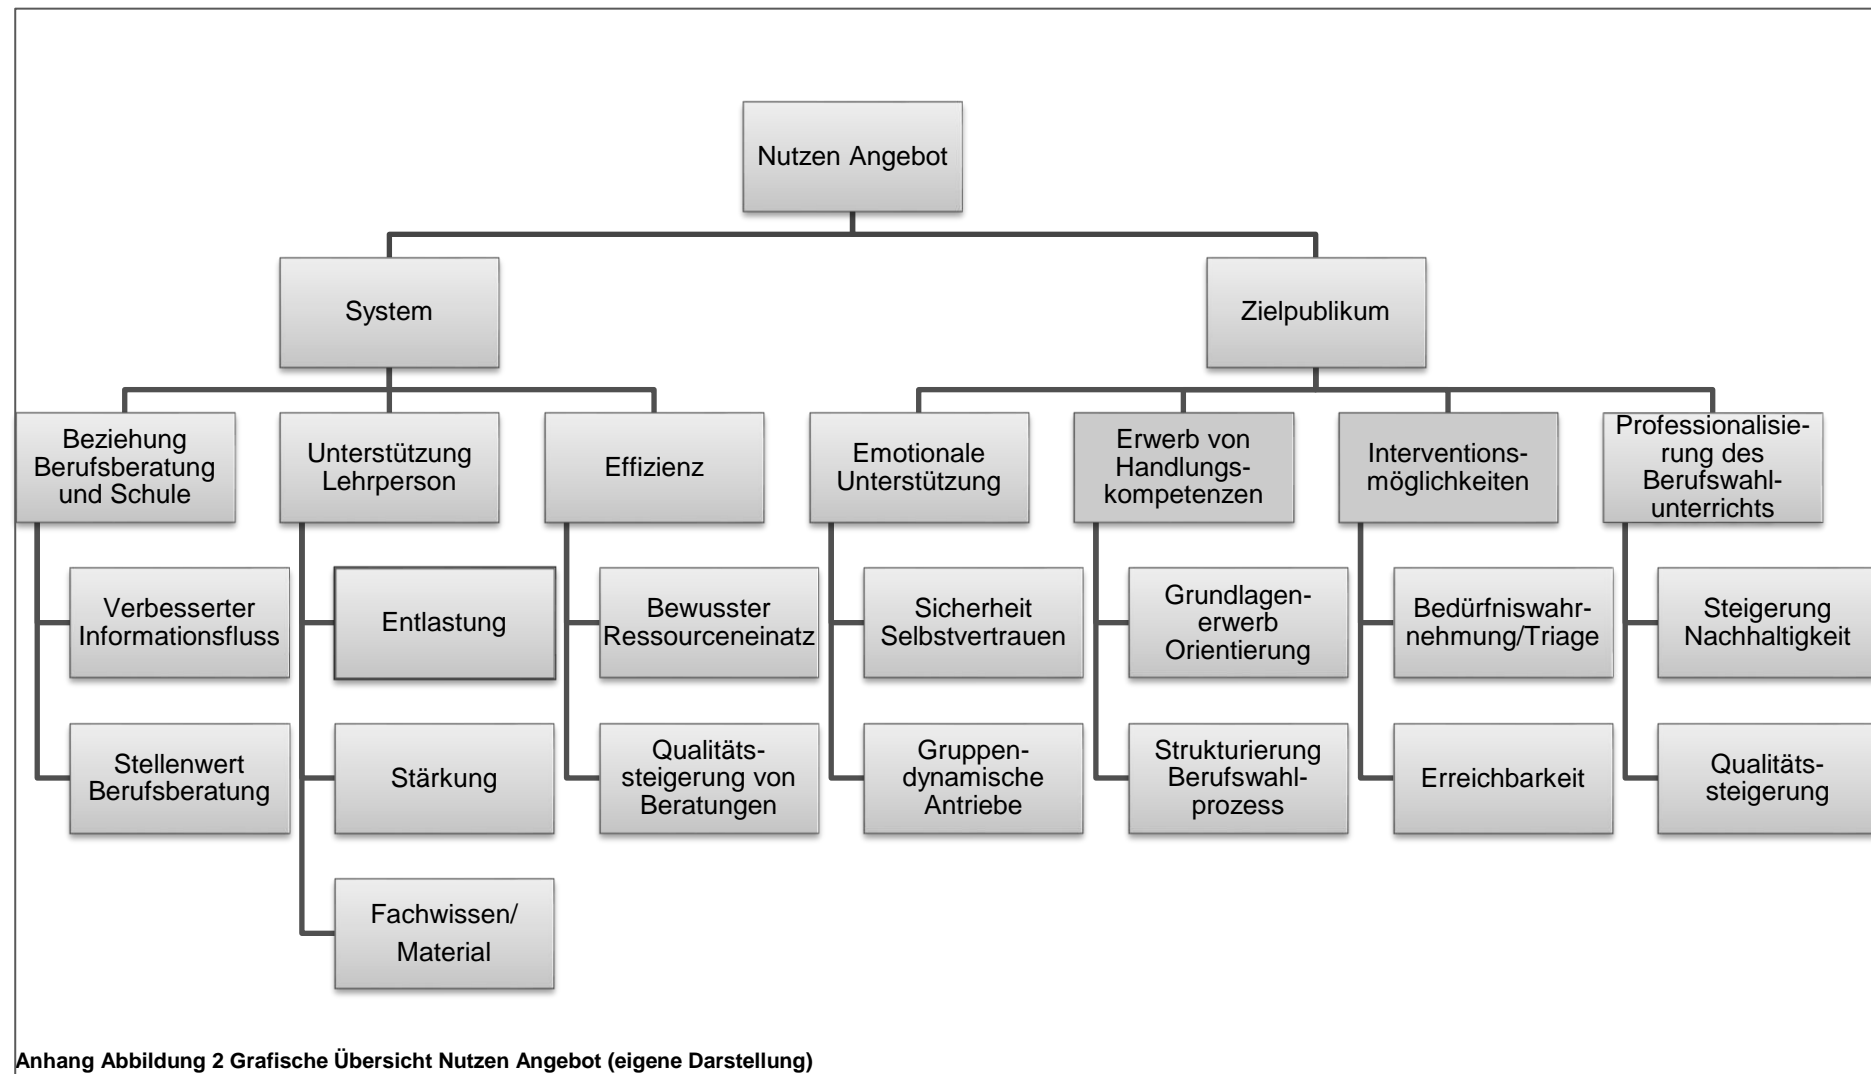 Nutzen Angebot
System
Zielpublikum
Beziehung
Berufsberatung
und Schule
Unterstützung
Lehrperson
Effizienz
Emotionale
Unterstützung
Erwerb von
Handlungs-
kompetenzen
Interventions-
möglichkeiten
Professionalisie-
rung des
Berufswahl-
unterrichts
Verbesserter
Informationsfluss
Entlastung
Bewusster
Ressourceneinatz
Sicherheit
Selbstvertrauen
Grundlagen-
erwerb
Orientierung
Bedürfniswahr-
nehmung/Triage
Steigerung
Nachhaltigkeit
Stellenwert
Berufsberatung
Stärkung
Qualitäts-
steigerung von
Beratungen
Gruppen-
dynamische
Antriebe
Strukturierung
Berufswahl-
prozess
Erreichbarkeit
Qualitäts-
steigerung
Fachwissen/
Material
Anhang Abbildung 2 Grafische Übersicht Nutzen Angebot (eigene Darstellung)